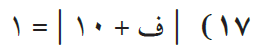 ١٧) | ف + ١٠ | = ١